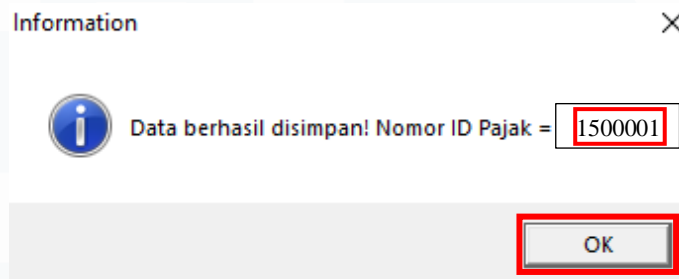 Information
Data berhasil disimpan! Nomor ID Pajak = 1500001
OK